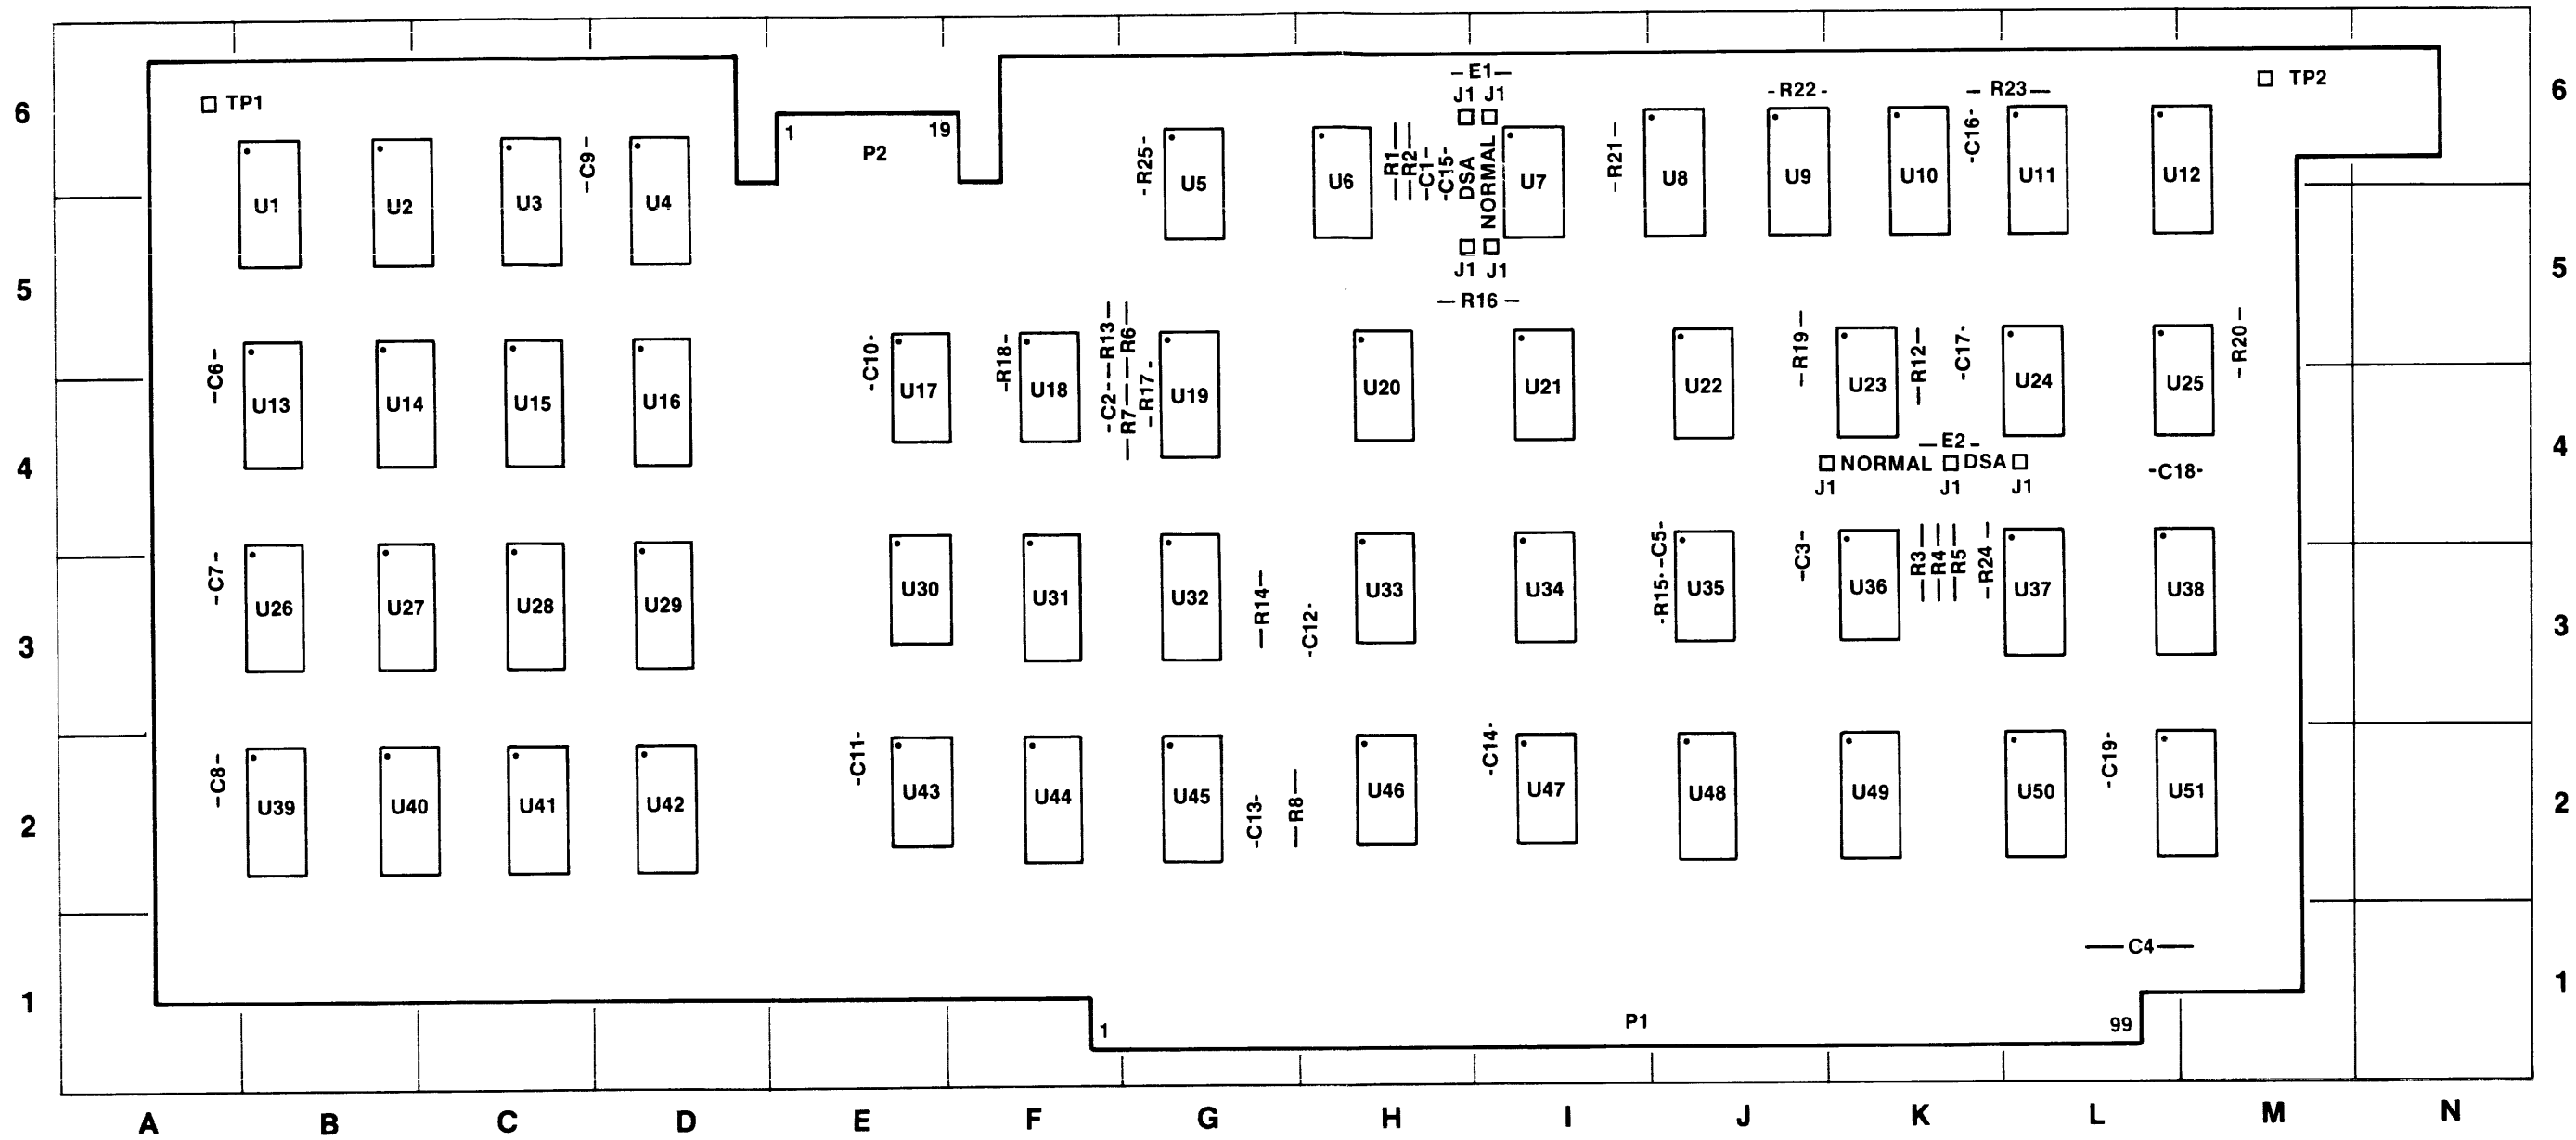 E1
J1 J1
R22
R23
TP2
6
TP1
6
1 19
P2
C9
R25
R1
R2
C1
C15
DSA
NORMAL
R21
C16
U1
U2
U3
U4
U5
U6
U7
U8
U9
U10
U11
U12
J1 J1
5
5
R16
C6
C10
R18
R13
R6
C2
R7
R17
R19
R12
C17
R20
U13
U14
U15
U16
U17
U18
U19
U20
U21
U22
U23
U24
U25
E2
4
4
NORMAL DSA
J1 J1 J1
C18
C7
C5
R15
C3
R3
R4
R5
R24
R14
C12
U26
U27
U28
U29
U30
U31
U32
U33
U34
U35
U36
U37
U38
3
3
C8
C11
C14
C19
C13
R8
U39
U40
U41
U42
U43
U44
U45
U46
U47
U48
U49
U50
U51
2
2
C4
1
1
1 P1 99
A B C D E F G H I J K L M N